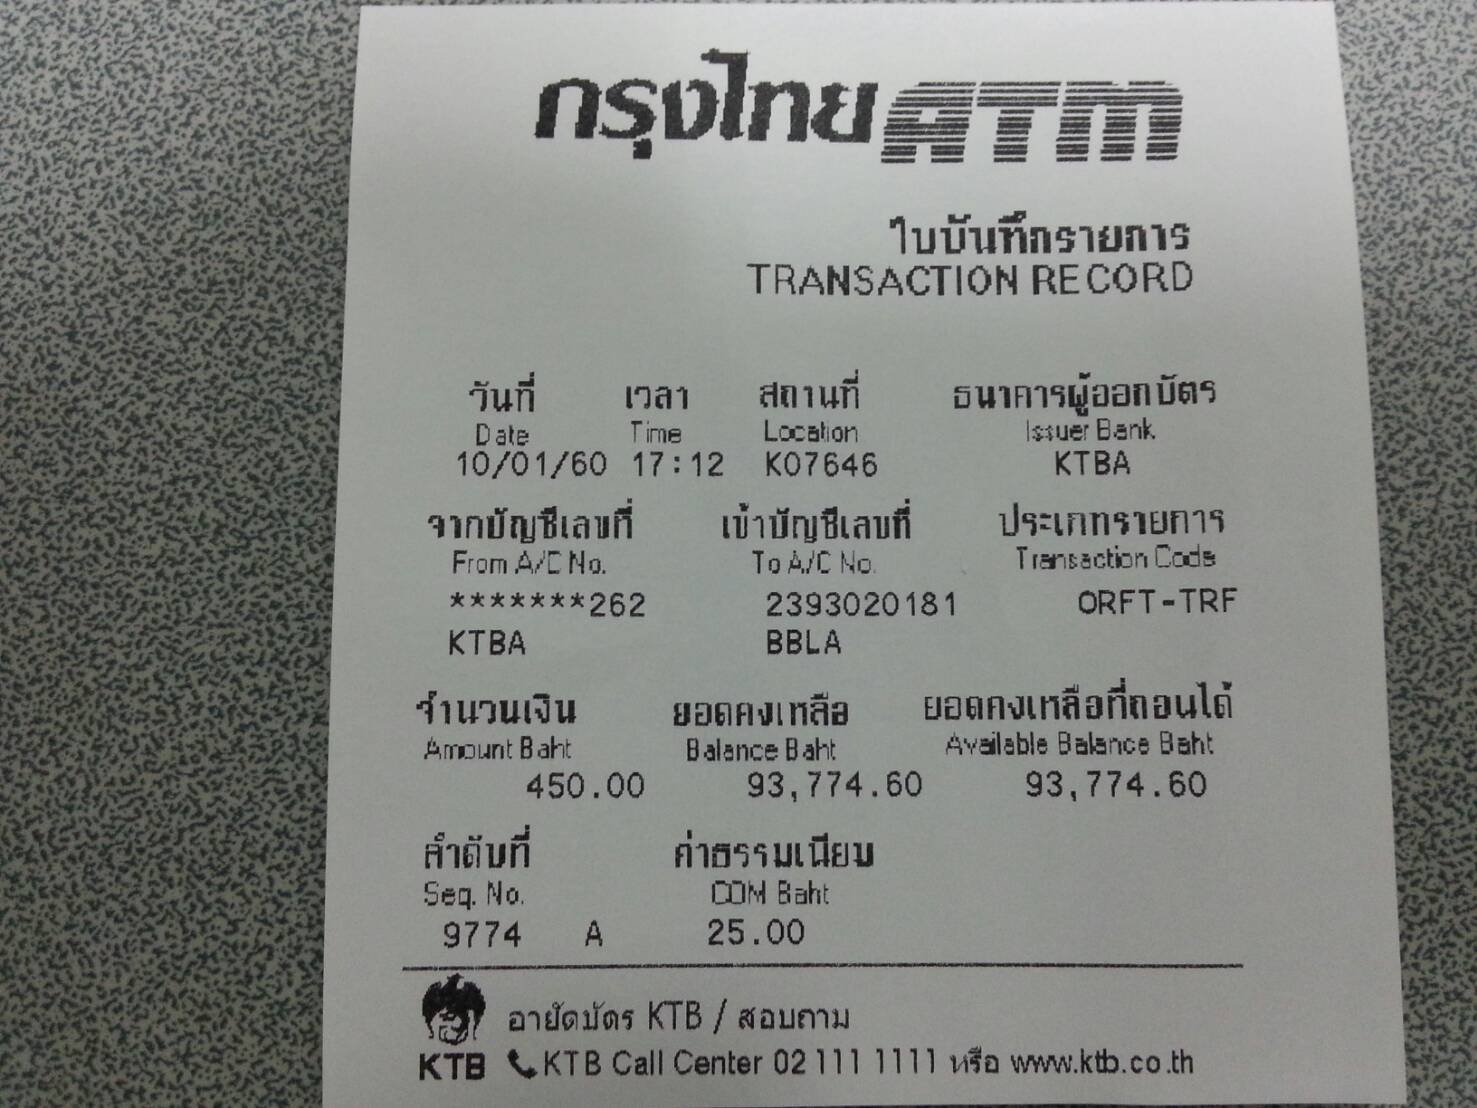 กรุงไทย ATM
ใบบันทึกรายการ
TRANSACTION RECORD
วันที่ เวลา สถานที่ ธนาคารผู้ออกบัตร
Date Time Location Issuer Bank
10/01/60 17:12 K07646 KTBA
จากบัญชีเลขที่ เข้าบัญชีเลขที่ ประเภทรายการ
From A/C No. To A/C No. Transaction Code
*******262 2393020181 ORFT-TRF
KTBA BBLA
จำนวนเงิน ยอดคงเหลือ ยอดคงเหลือที่ถอนได้
Amount Baht Balance Baht Available Balance Baht
450.00 93,774.60 93,774.60
ลำดับที่ ค่าธรรมเนียม
Seq. No. COM Baht
9774 A 25.00
อายัดบัตร KTB / สอบถาม
KTB KTB Call Center 02 111 1111 หรือ www.ktb.co.th